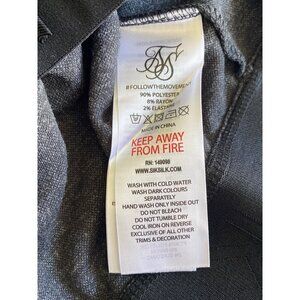 #FOLLOWTHEMOVEMENT
90% POLYESTER
8% RAYON
2% ELASTANE
MADE IN CHINA
KEEP AWAY
FROM FIRE
RN: 149098
WWW.SIKSILK.COM
WASH WITH COLD WATER
WASH DARK COLOURS
SEPARATELY
HAND WASH ONLY INSIDE OUT
DO NOT BLEACH
DO NOT TUMBLE DRY
COOL IRON ON REVERSE
EXCLUSIVE OF ALL OTHER
TRIMS & DECORATION